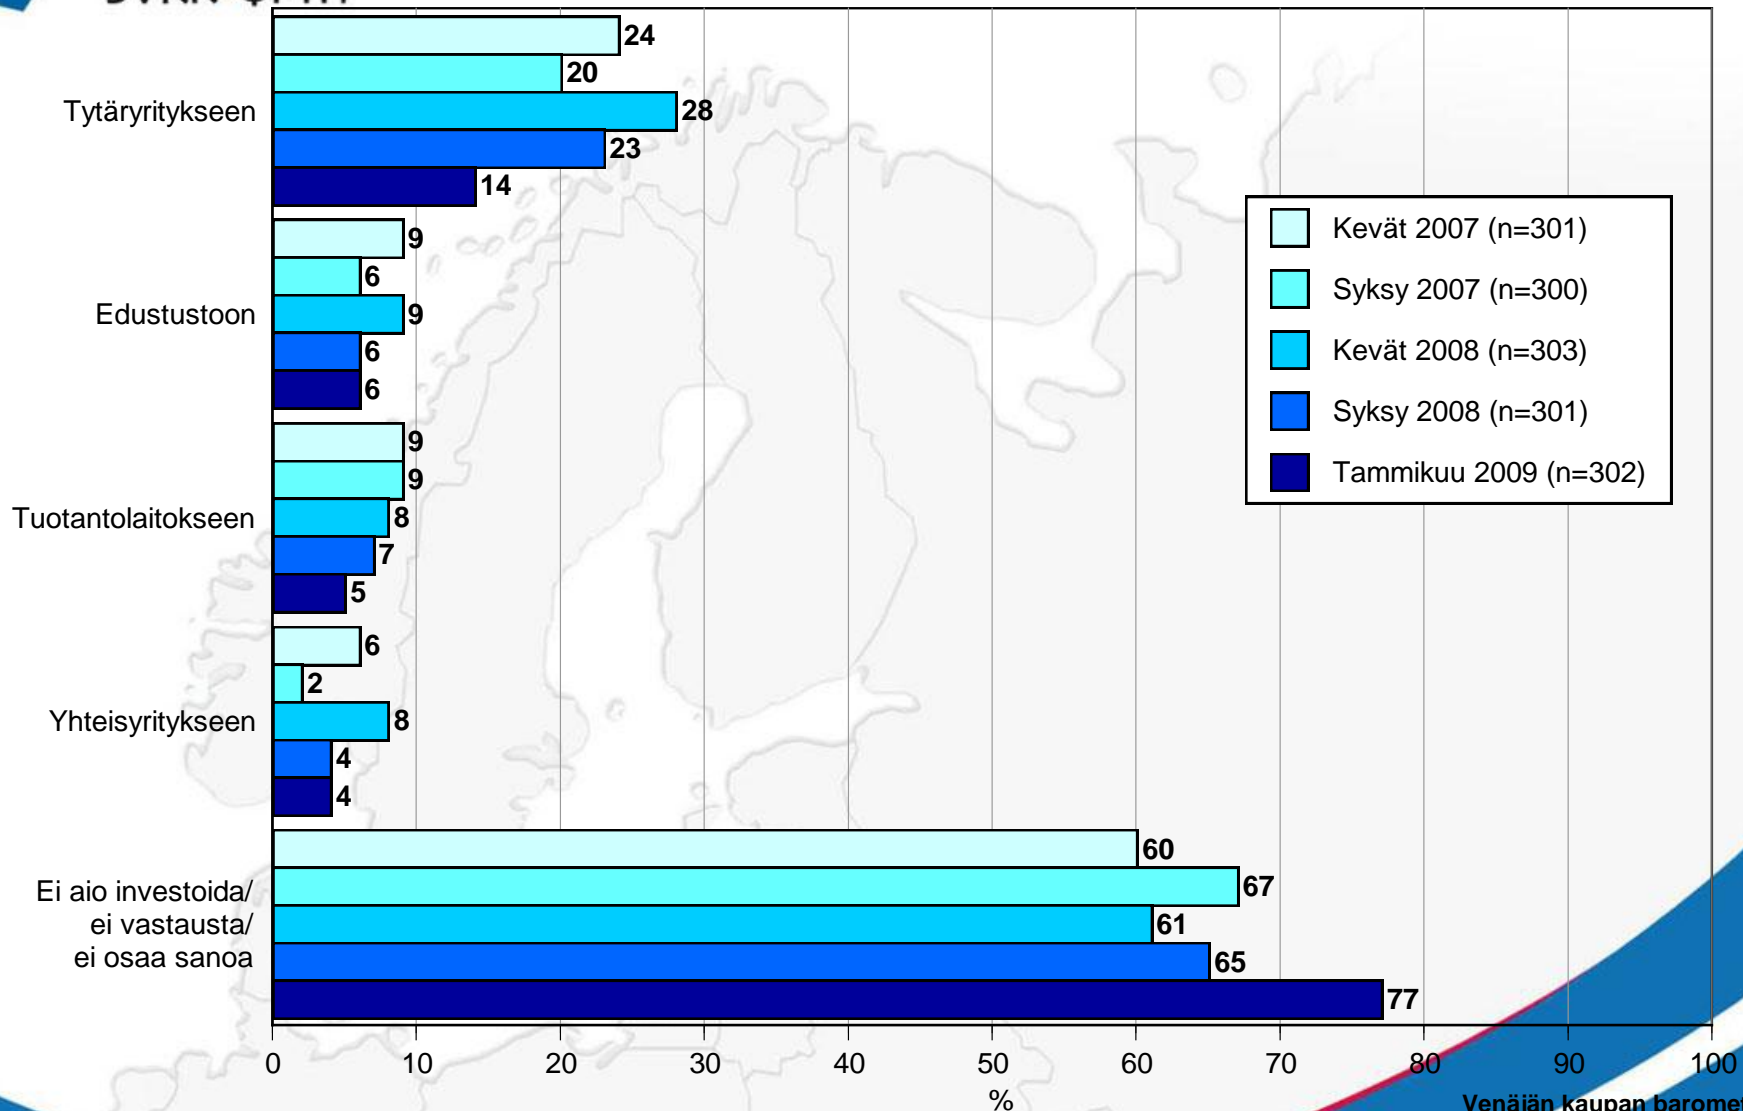 Tytäryritykseen
24
20
28
23
14
Edustustoon
9
6
9
6
6
Tuotantolaitokseen
9
9
8
7
5
Yhteisyritykseen
6
2
8
4
4
Ei aio investoida/
ei vastausta/
ei osaa sanoa
60
67
61
65
77
Kevät 2007 (n=301)
Syksy 2007 (n=300)
Kevät 2008 (n=303)
Syksy 2008 (n=301)
Tammikuu 2009 (n=302)
0 10 20 30 40 50 60 70 80 90 100
%
Venäjän kaupan